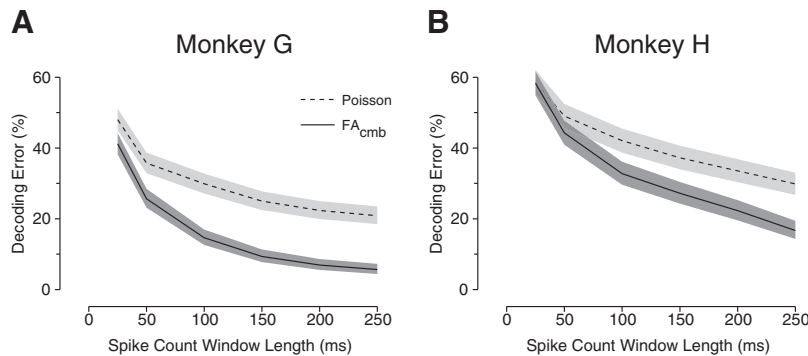 A
Monkey G
60
40
20
0
Decoding Error (%)
Poisson
FAcmb
0 50 100 150 200 250
Spike Count Window Length (ms)
B
Monkey H
60
40
20
0
Decoding Error (%)
0 50 100 150 200 250
Spike Count Window Length (ms)